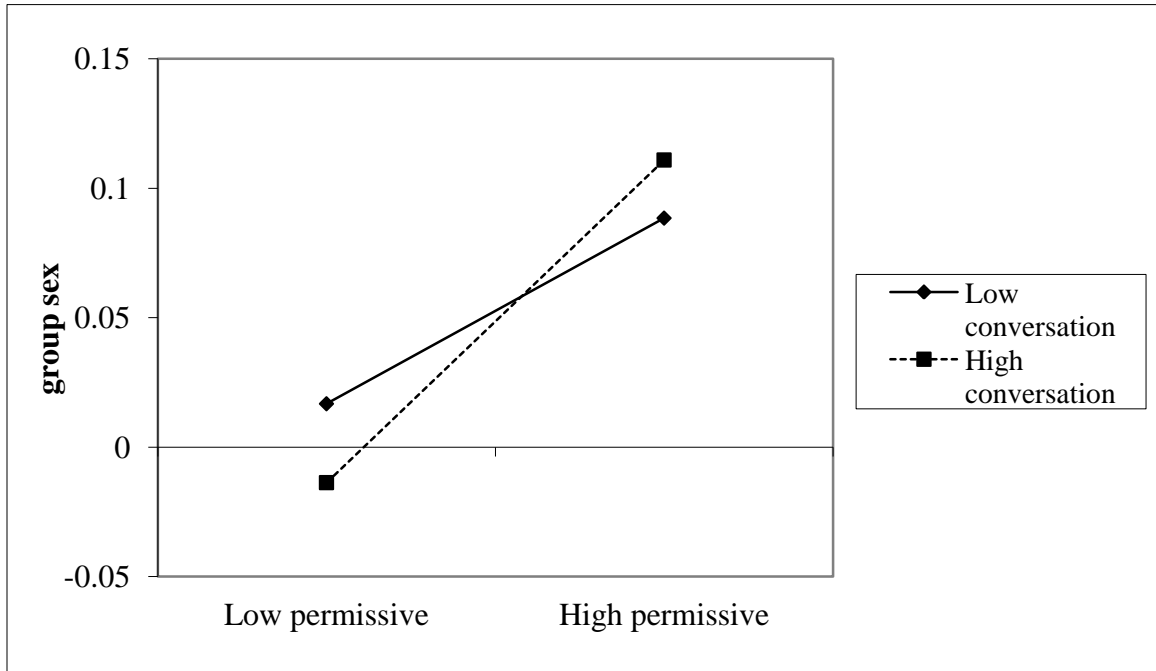 0.15
0.1
0.05
0
-0.05
group sex
Low permissive
High permissive
Low
conversation
High
conversation